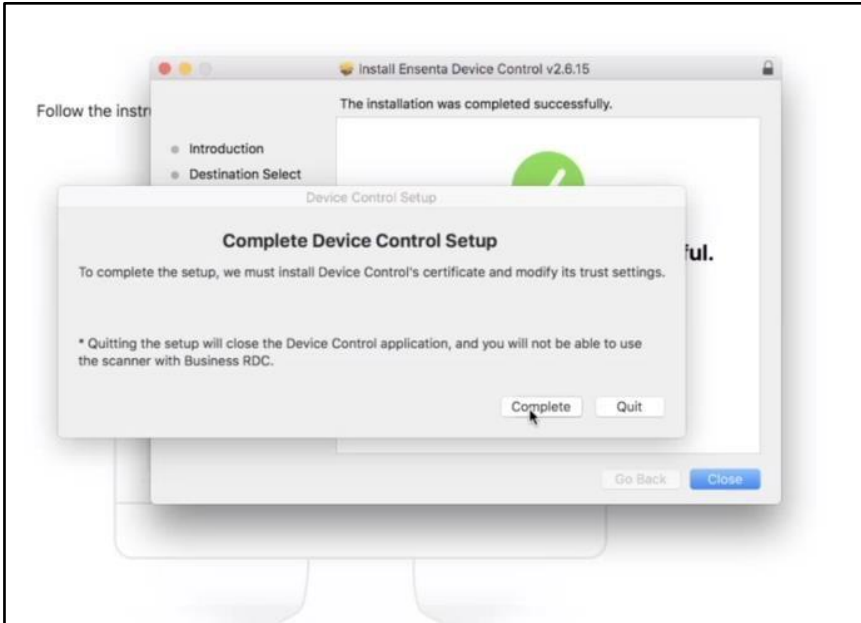 Install Ensenta Device Control v2.6.15
Follow the instru
The installation was completed successfully.
Introduction
Destination Select
Device Control Setup
Complete Device Control Setup
ful.
To complete the setup, we must install Device Control's certificate and modify its trust settings.
* Quitting the setup will close the Device Control application, and you will not be able to use
the scanner with Business RDC.
Complete Quit
Go Back Close